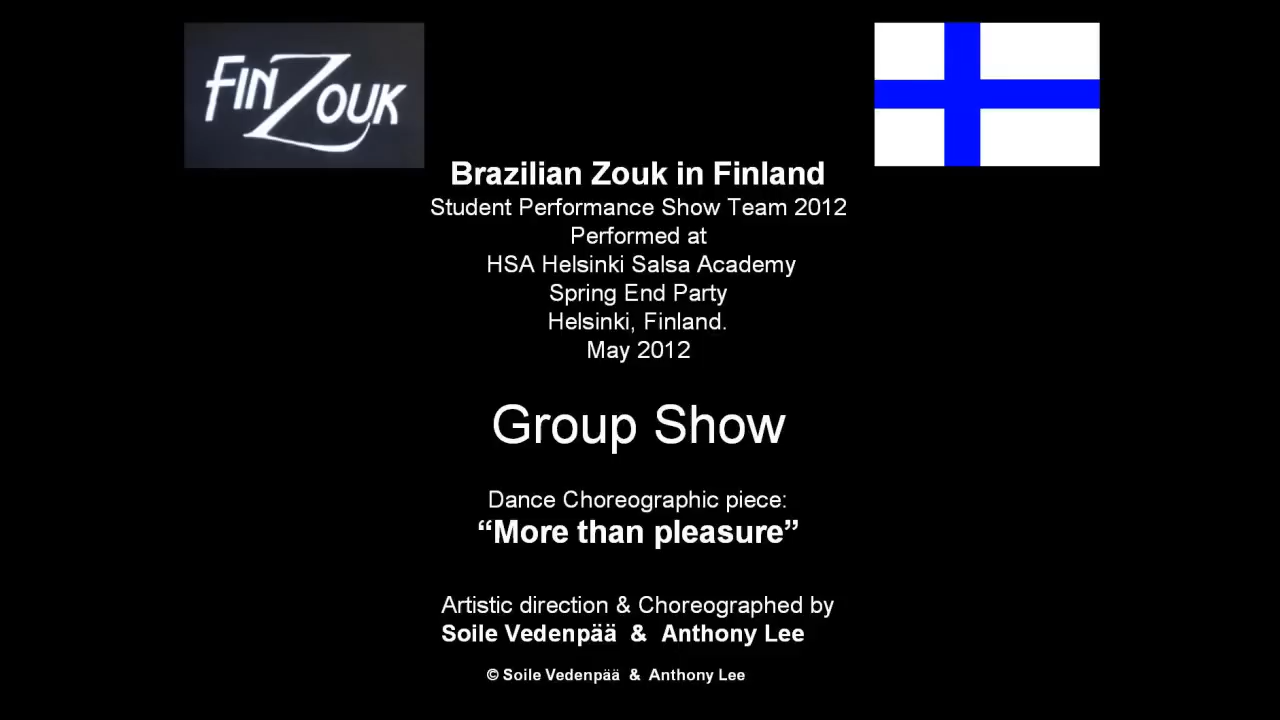 FINZOUK
Brazilian Zouk in Finland
Student Performance Show Team 2012
Performed at
HSA Helsinki Salsa Academy
Spring End Party
Helsinki, Finland.
May 2012
Group Show
Dance Choreographic piece:
“More than pleasure”
Artistic direction & Choreographed by
Soile Vedenpää & Anthony Lee
© Soile Vedenpää & Anthony Lee